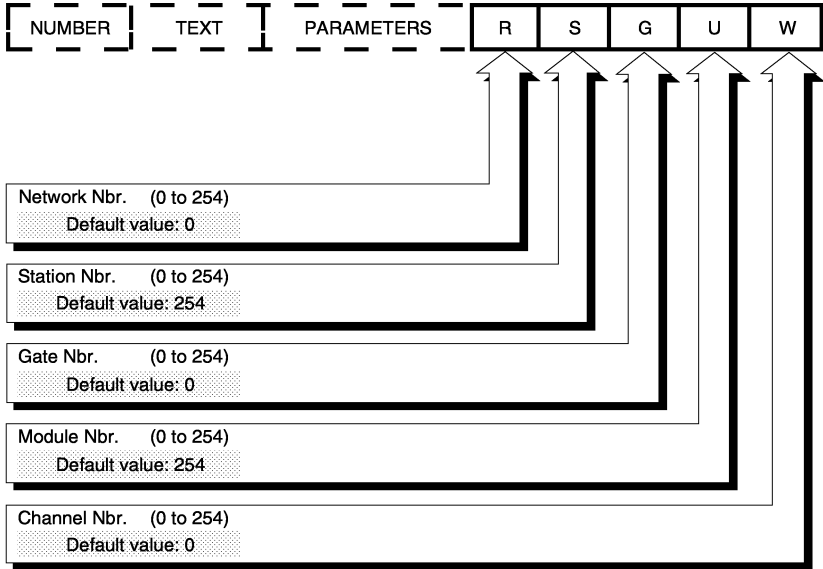 NUMBER TEXT PARAMETERS R S G U W
Network Nbr. (0 to 254)
Default value: 0
Station Nbr. (0 to 254)
Default value: 254
Gate Nbr. (0 to 254)
Default value: 0
Module Nbr. (0 to 254)
Default value: 254
Channel Nbr. (0 to 254)
Default value: 0